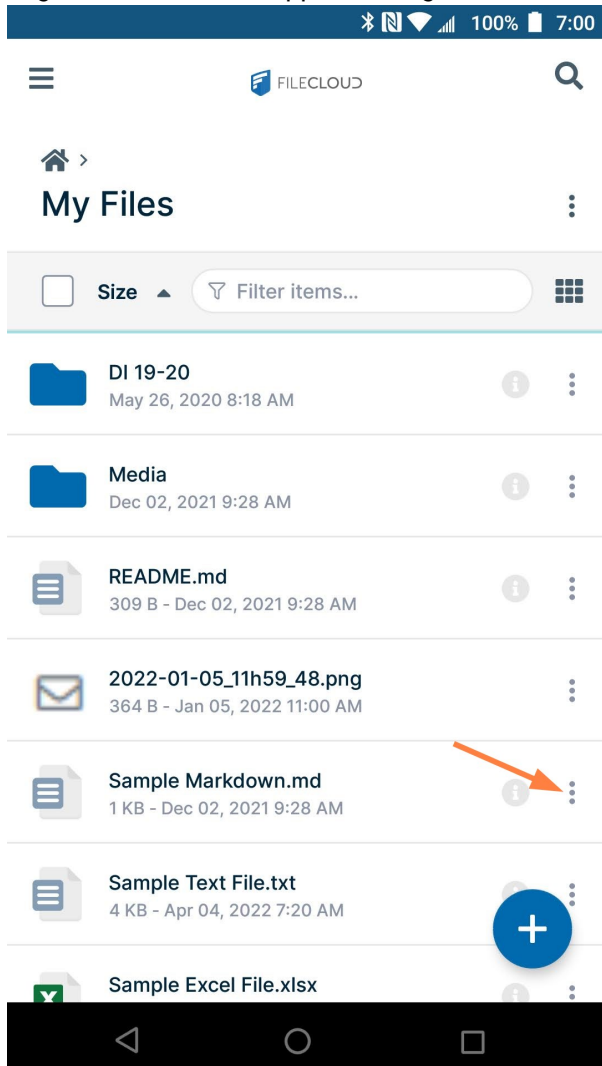 100% 7:00
FILECLOUD
My Files
Size Filter items...
DI 19-20
May 26, 2020 8:18 AM
Media
Dec 02, 2021 9:28 AM
README.md
309 B - Dec 02, 2021 9:28 AM
2022-01-05_11h59_48.png
364 B - Jan 05, 2022 11:00 AM
Sample Markdown.md
1 KB - Dec 02, 2021 9:28 AM
Sample Text File.txt
4 KB - Apr 04, 2022 7:20 AM
Sample Excel File.xlsx